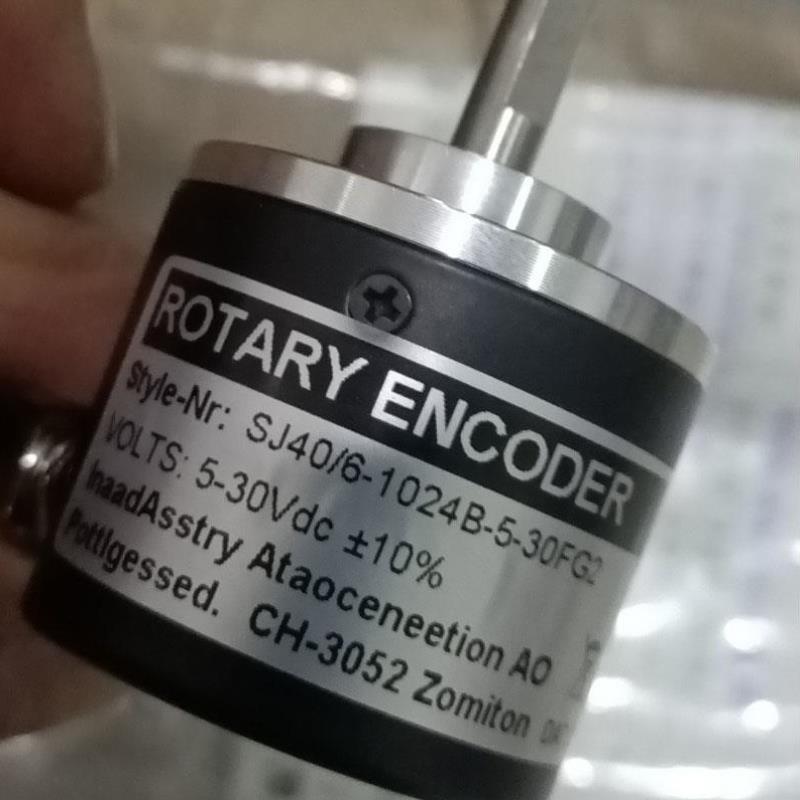 ROTARY ENCODER
Style-Nr: SJ40/6-1024B-5-30FG2
VOLTS: 5-30Vdc ±10%
InaadAsstry Ataoceneetion AO
Pottlgessed. CH-3052 Zomiton